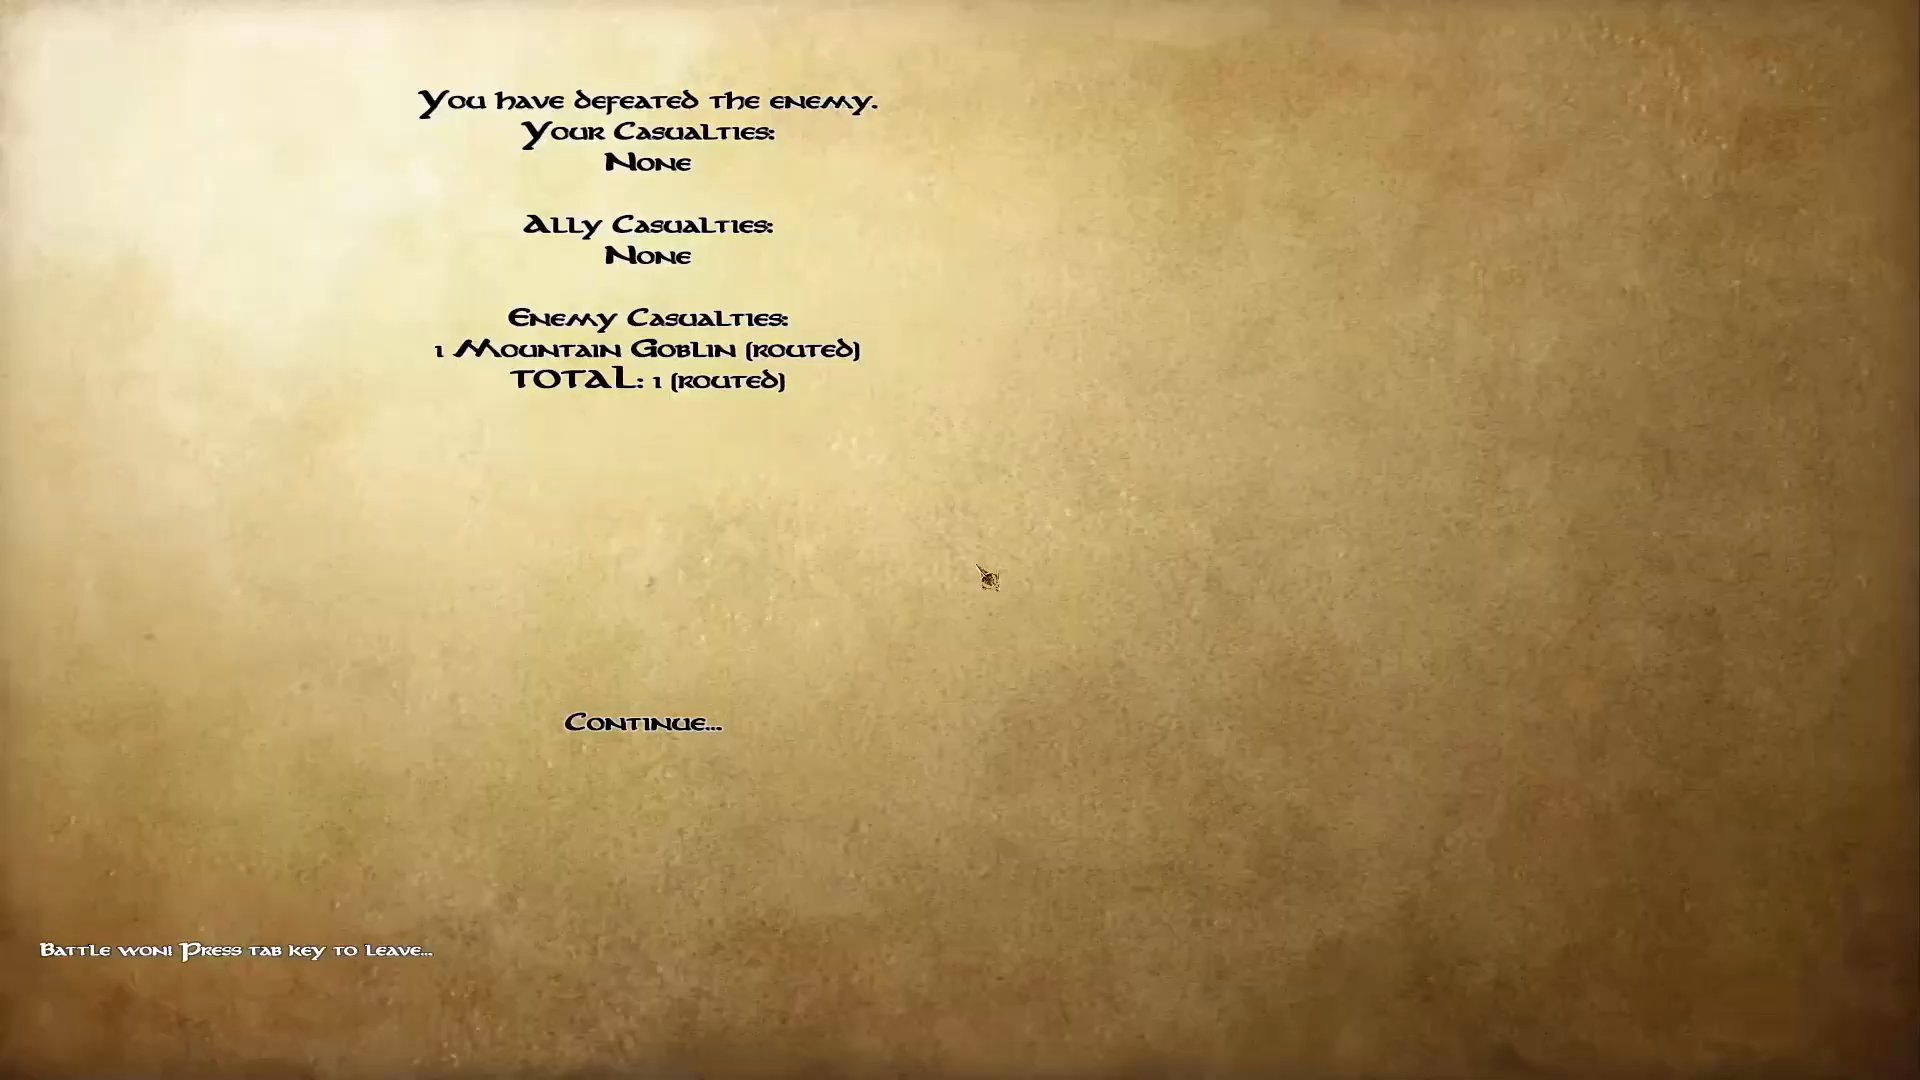 You have defeated the enemy.
Your Casualties:
None
Ally Casualties:
None
Enemy Casualties:
1 Mountain Goblin (routed)
TOTAL: 1 (routed)
Continue...
Battle won! Press tab key to leave...